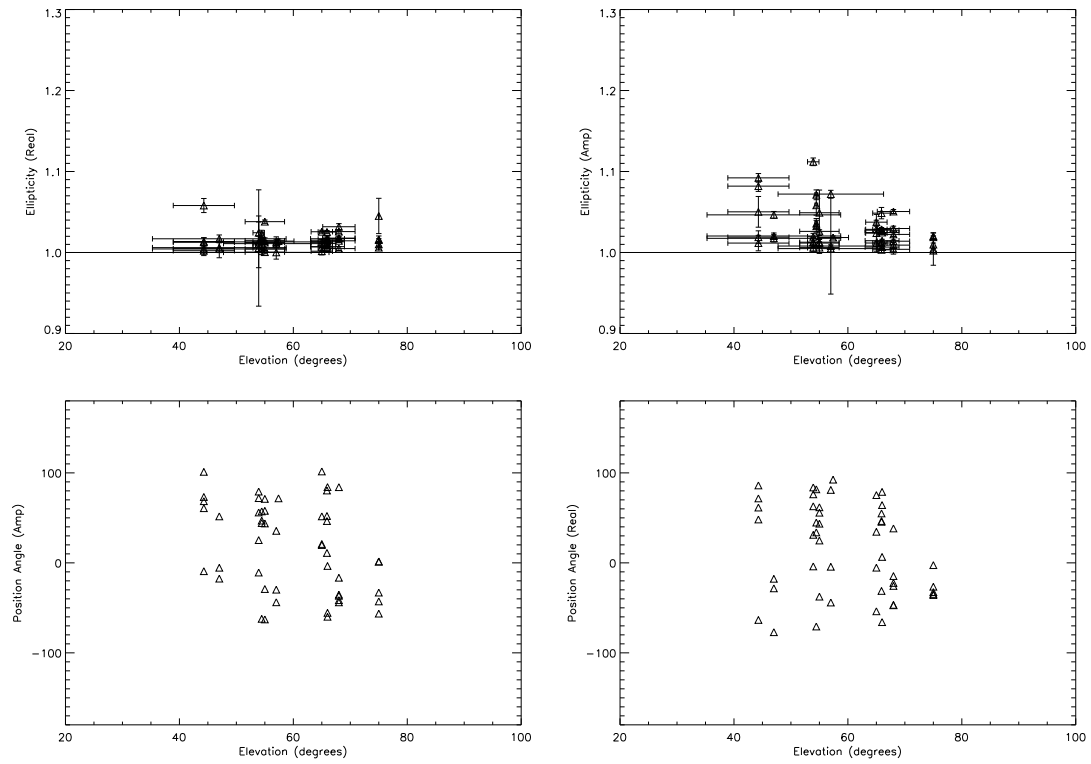 1.3
1.2
1.1
1.0
0.9
Ellipticity (Real)
20 40 60 80 100
Elevation (degrees)
1.3
1.2
1.1
1.0
0.9
Ellipticity (Amp)
20 40 60 80 100
Elevation (degrees)
100
0
−100
Position Angle (Amp)
20 40 60 80 100
Elevation (degrees)
100
0
−100
Position Angle (Real)
20 40 60 80 100
Elevation (degrees)